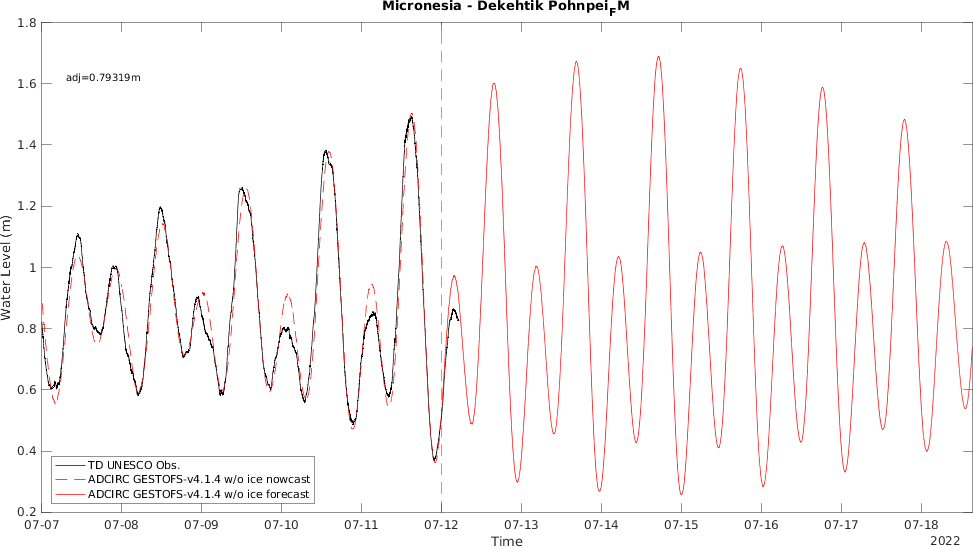 Micronesia - Dekehtik Pohnpei_FM
1.8
adj=0.79319m
1.6
1.4
1.2
1
0.8
0.6
0.4
0.2
Water Level (m)
TD UNESCO Obs.
ADCIRC GESTOFS-v4.1.4 w/o ice nowcast
ADCIRC GESTOFS-v4.1.4 w/o ice forecast
07-07 07-08 07-09 07-10 07-11 07-12 07-13 07-14 07-15 07-16 07-17 07-18
Time
2022